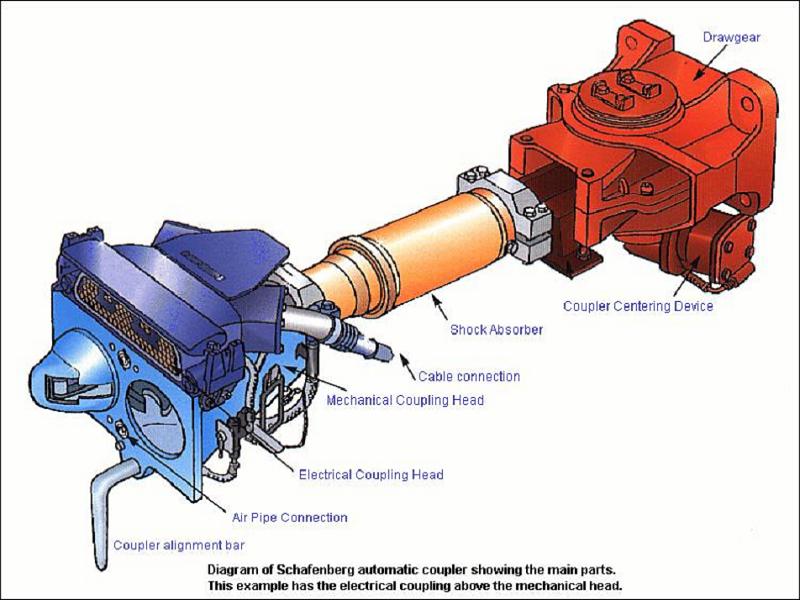 Drawgear
Coupler Centering Device
Shock Absorber
Cable connection
Mechanical Coupling Head
Electrical Coupling Head
Air Pipe Connection
Coupler alignment bar
Diagram of Schafenberg automatic coupler showing the main parts.
This example has the electrical coupling above the mechanical head.